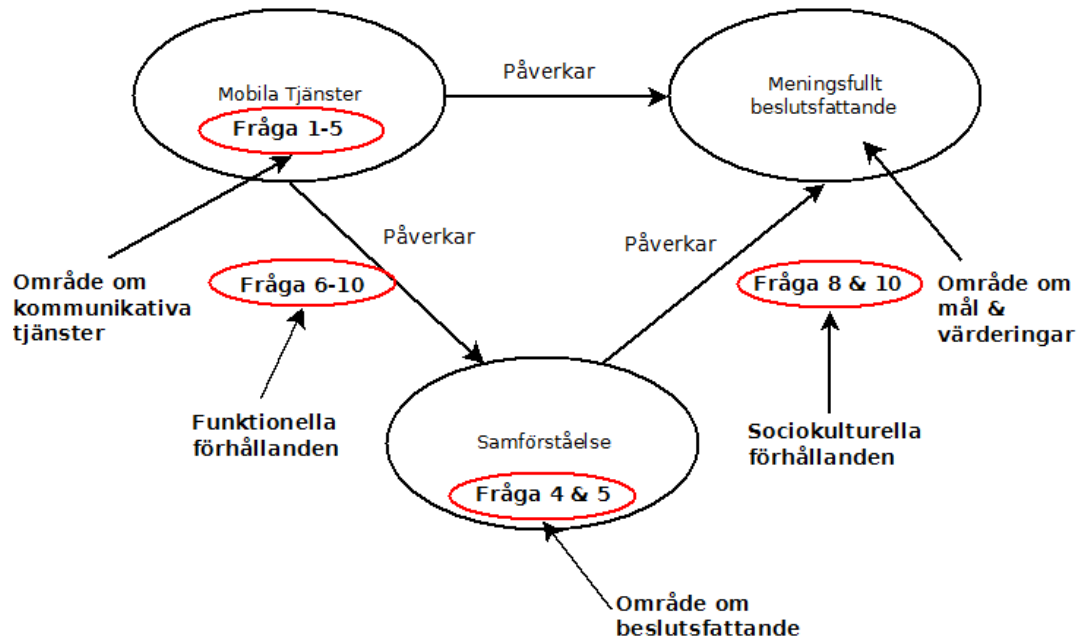 Påverkar
Mobila Tjänster
Fråga 1-5
Meningsfullt
beslutsfattande
Påverkar
Påverkar
Område om
kommunikativa
tjänster
Fråga 6-10
Fråga 8 & 10
Område om
mål &
värderingar
Funktionella
förhållanden
Sociokulturella
förhållanden
Samförståelse
Fråga 4 & 5
Område om
beslutsfattande